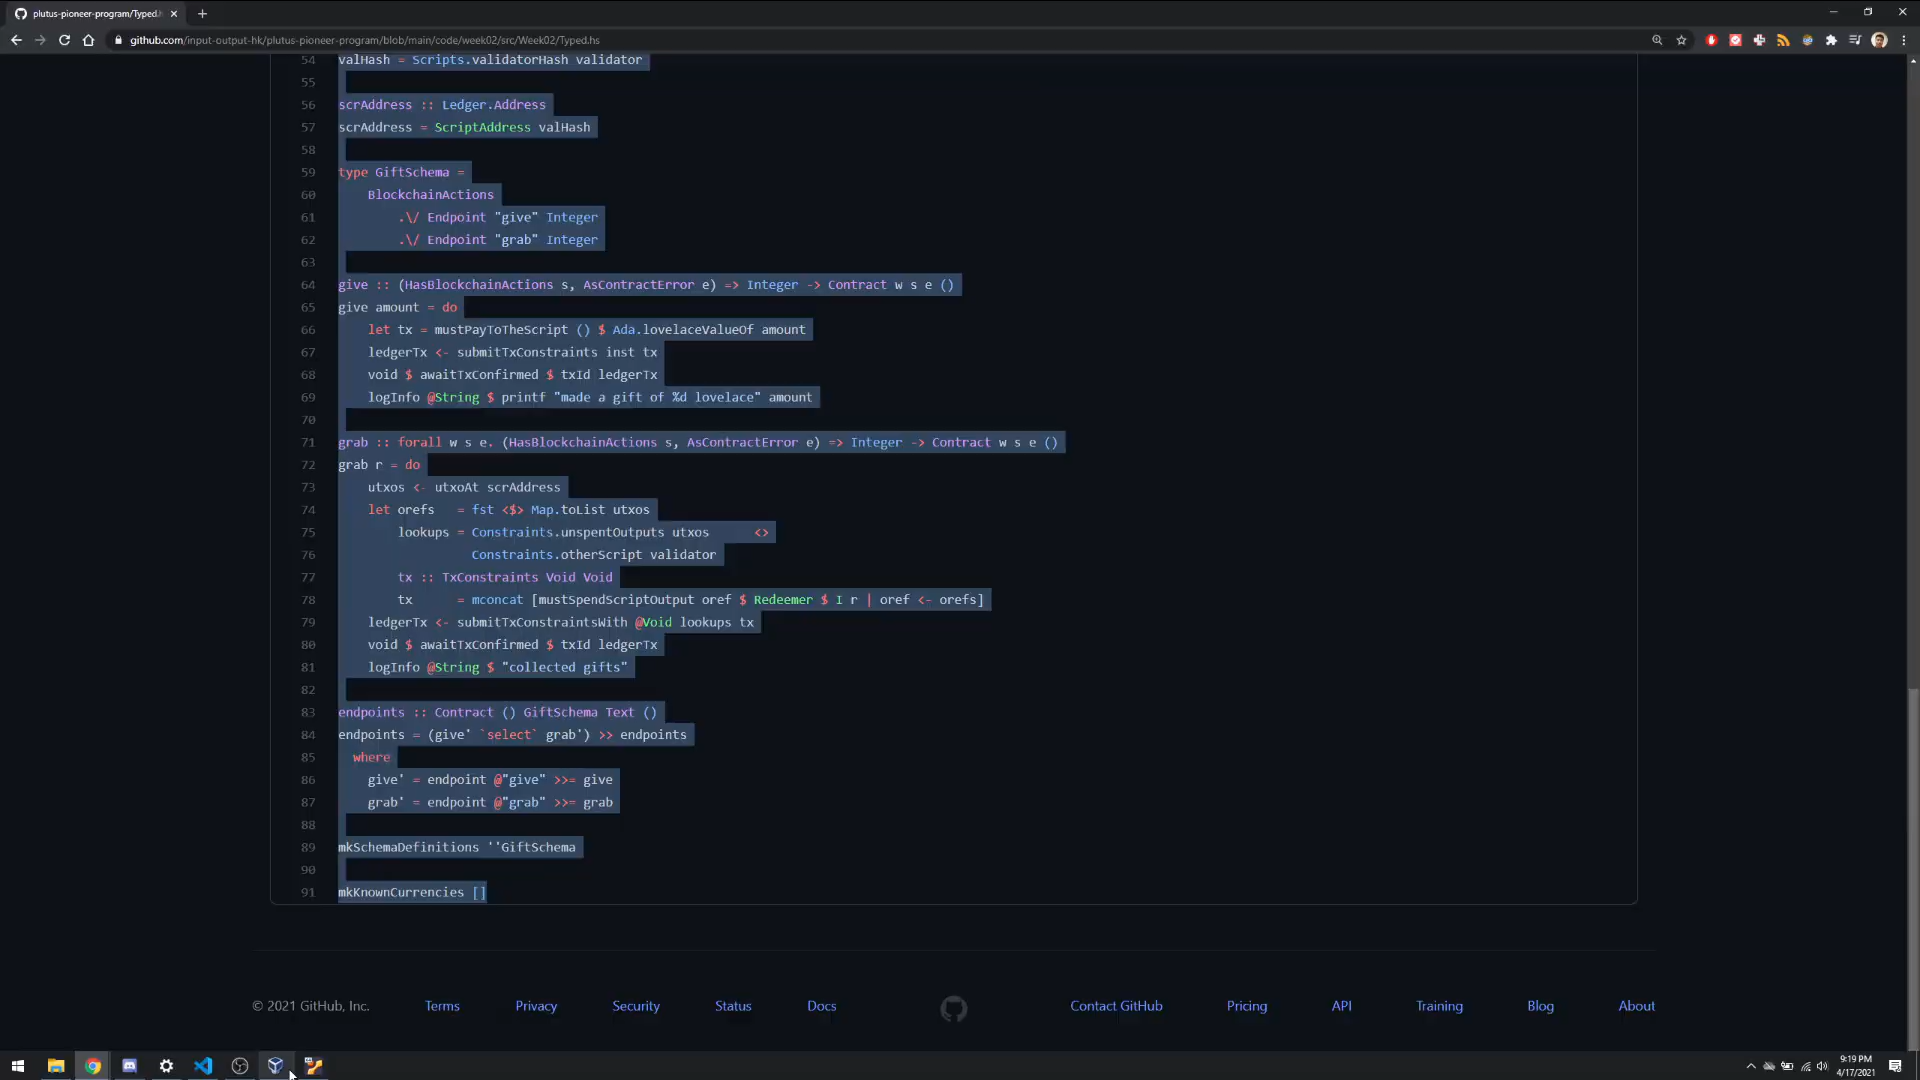 plutus-pioneer-program/Typed.h
github.com/input-output-hk/plutus-pioneer-program/blob/main/code/week02/src/Week02/Typed.hs
54 valHash = Scripts.validatorHash validator
55
56 scrAddress :: Ledger.Address
57 scrAddress = ScriptAddress valHash
58
59 type GiftSchema =
60 BlockchainActions
61 .\/ Endpoint "give" Integer
62 .\/ Endpoint "grab" Integer
63
64 give :: (HasBlockchainActions s, AsContractError e) => Integer -> Contract w s e ()
65 give amount = do
66 let tx = mustPayToTheScript () $ Ada.lovelaceValueOf amount
67 ledgerTx <- submitTxConstraints inst tx
68 void $ awaitTxConfirmed $ txId ledgerTx
69 logInfo @String $ printf "made a gift of %d lovelace" amount
70
71 grab :: forall w s e. (HasBlockchainActions s, AsContractError e) => Integer -> Contract w s e ()
72 grab r = do
73 utxos <- utxoAt scrAddress
74 let orefs = fst <$> Map.toList utxos
75 lookups = Constraints.unspentOutputs utxos <>
76 Constraints.otherScript validator
77 tx :: TxConstraints Void Void
78 tx = mconcat [mustSpendScriptOutput oref $ Redeemer $ I r | oref <- orefs]
79 ledgerTx <- submitTxConstraintsWith @Void lookups tx
80 void $ awaitTxConfirmed $ txId ledgerTx
81 logInfo @String $ "collected gifts"
82
83 endpoints :: Contract () GiftSchema Text ()
84 endpoints = (give' `select` grab') >> endpoints
85 where
86 give' = endpoint @"give" >>= give
87 grab' = endpoint @"grab" >>= grab
88
89 mkSchemaDefinitions ''GiftSchema
90
91 mkKnownCurrencies []
© 2021 GitHub, Inc. Terms Privacy Security Status Docs Contact GitHub Pricing API Training Blog About
9:19 PM
4/17/2021